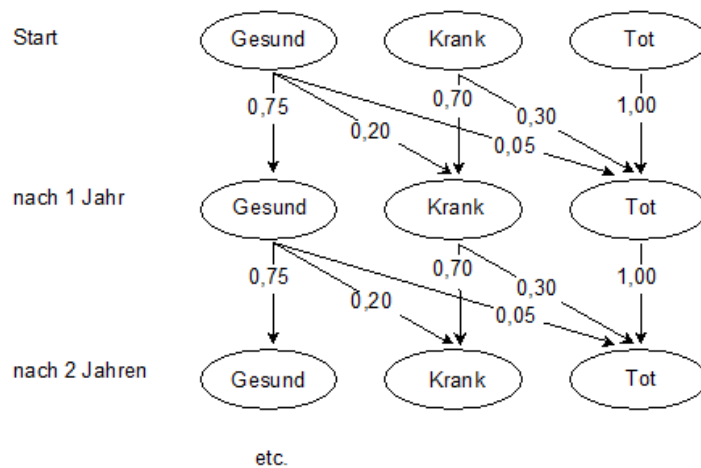 Start Gesund Krank Tot
0,75 0,20 0,70 0,30 0,05 1,00
nach 1 Jahr Gesund Krank Tot
0,75 0,20 0,70 0,30 0,05 1,00
nach 2 Jahren Gesund Krank Tot
etc.